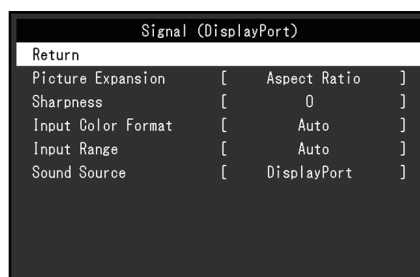 Signal (DisplayPort)
Return
Picture Expansion [ Aspect Ratio ]
Sharpness [ 0 ]
Input Color Format [ Auto ]
Input Range [ Auto ]
Sound Source [ DisplayPort ]